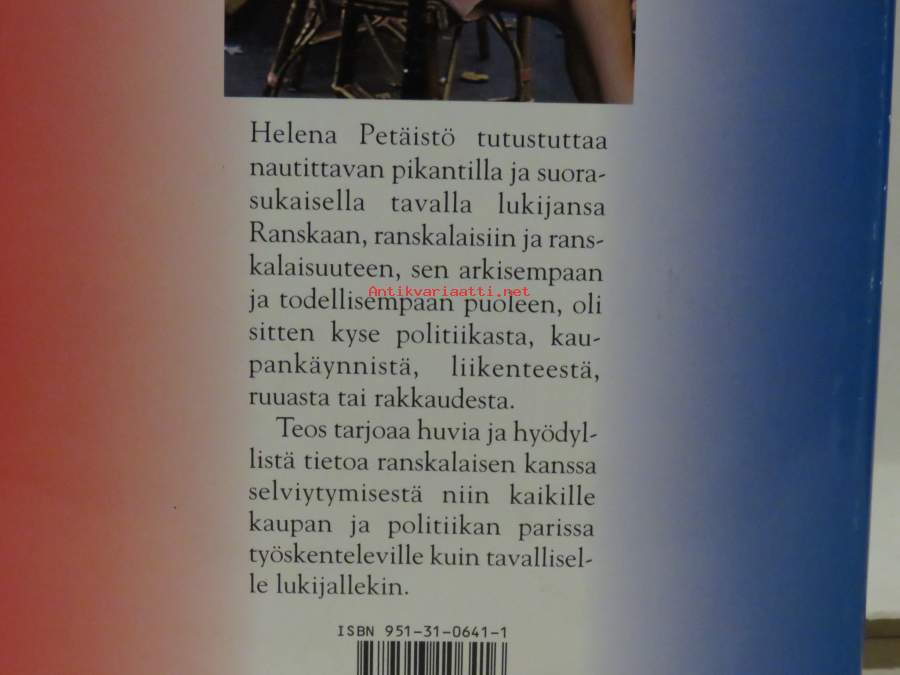 Helena Petäistö tutustuttaa
nautittavan pikantilla ja suora-
sukaisella tavalla lukijansa
Ranskaan, ranskalaisiin ja rans-
kalaisuuteen, sen arkisempaan
Antikvariaatti.net
ja todellisempaan puoleen, oli
sitten kyse politiikasta, kau-
pankäynnistä, liikenteestä,
ruuasta tai rakkaudesta.
Teos tarjoaa huvia ja hyödyl-
listä tietoa ranskalaisen kanssa
selviytymisestä niin kaikille
kaupan ja politiikan parissa
työskenteleville kuin tavallisel-
le lukijallekin.
ISBN 951-31-0641-1